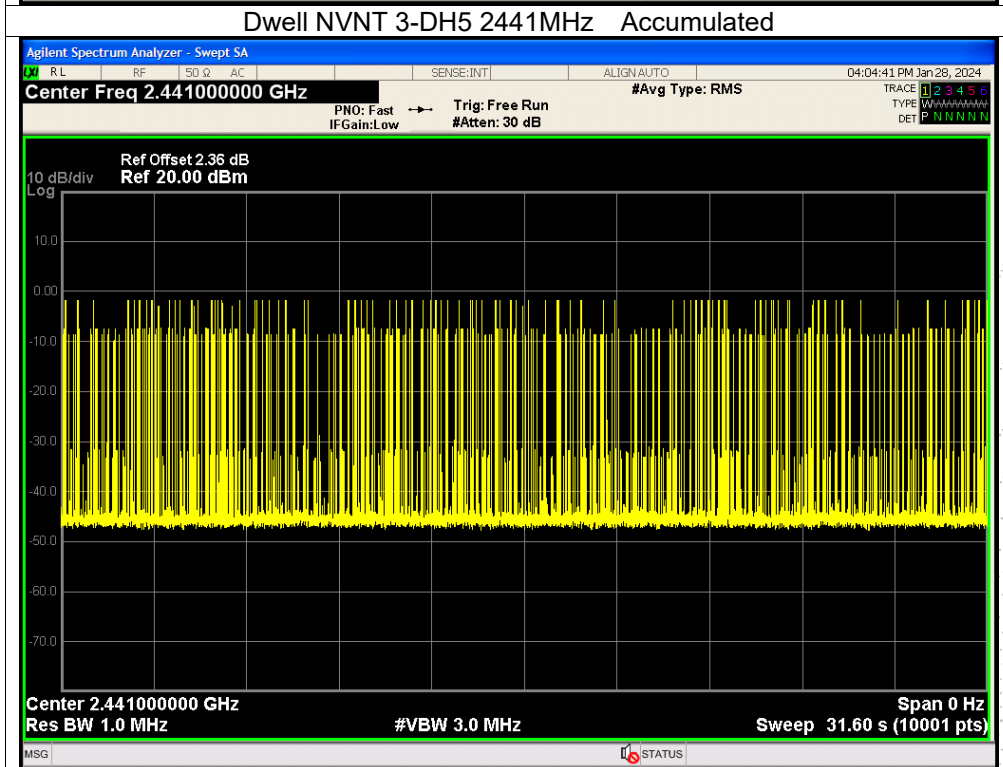 Dwell NVNT 3-DH5 2441MHz Accumulated
Agilent Spectrum Analyzer - Swept SA
LXI RL RF 50 Ω AC SENSE:INT ALIGN AUTO 04:04:41 PM Jan 28, 2024
Center Freq 2.441000000 GHz #Avg Type: RMS TRACE 1 2 3 4 5 6
PNO: Fast Trig: Free Run TYPE WWWWWW
IFGain:Low #Atten: 30 dB DET P N N N N N
Ref Offset 2.36 dB
10 dB/div Ref 20.00 dBm
Log
10.0
0.00
-10.0
-20.0
-30.0
-40.0
-50.0
-60.0
-70.0
Center 2.441000000 GHz Span 0 Hz
Res BW 1.0 MHz #VBW 3.0 MHz Sweep 31.60 s (10001 pts)
MSG STATUS